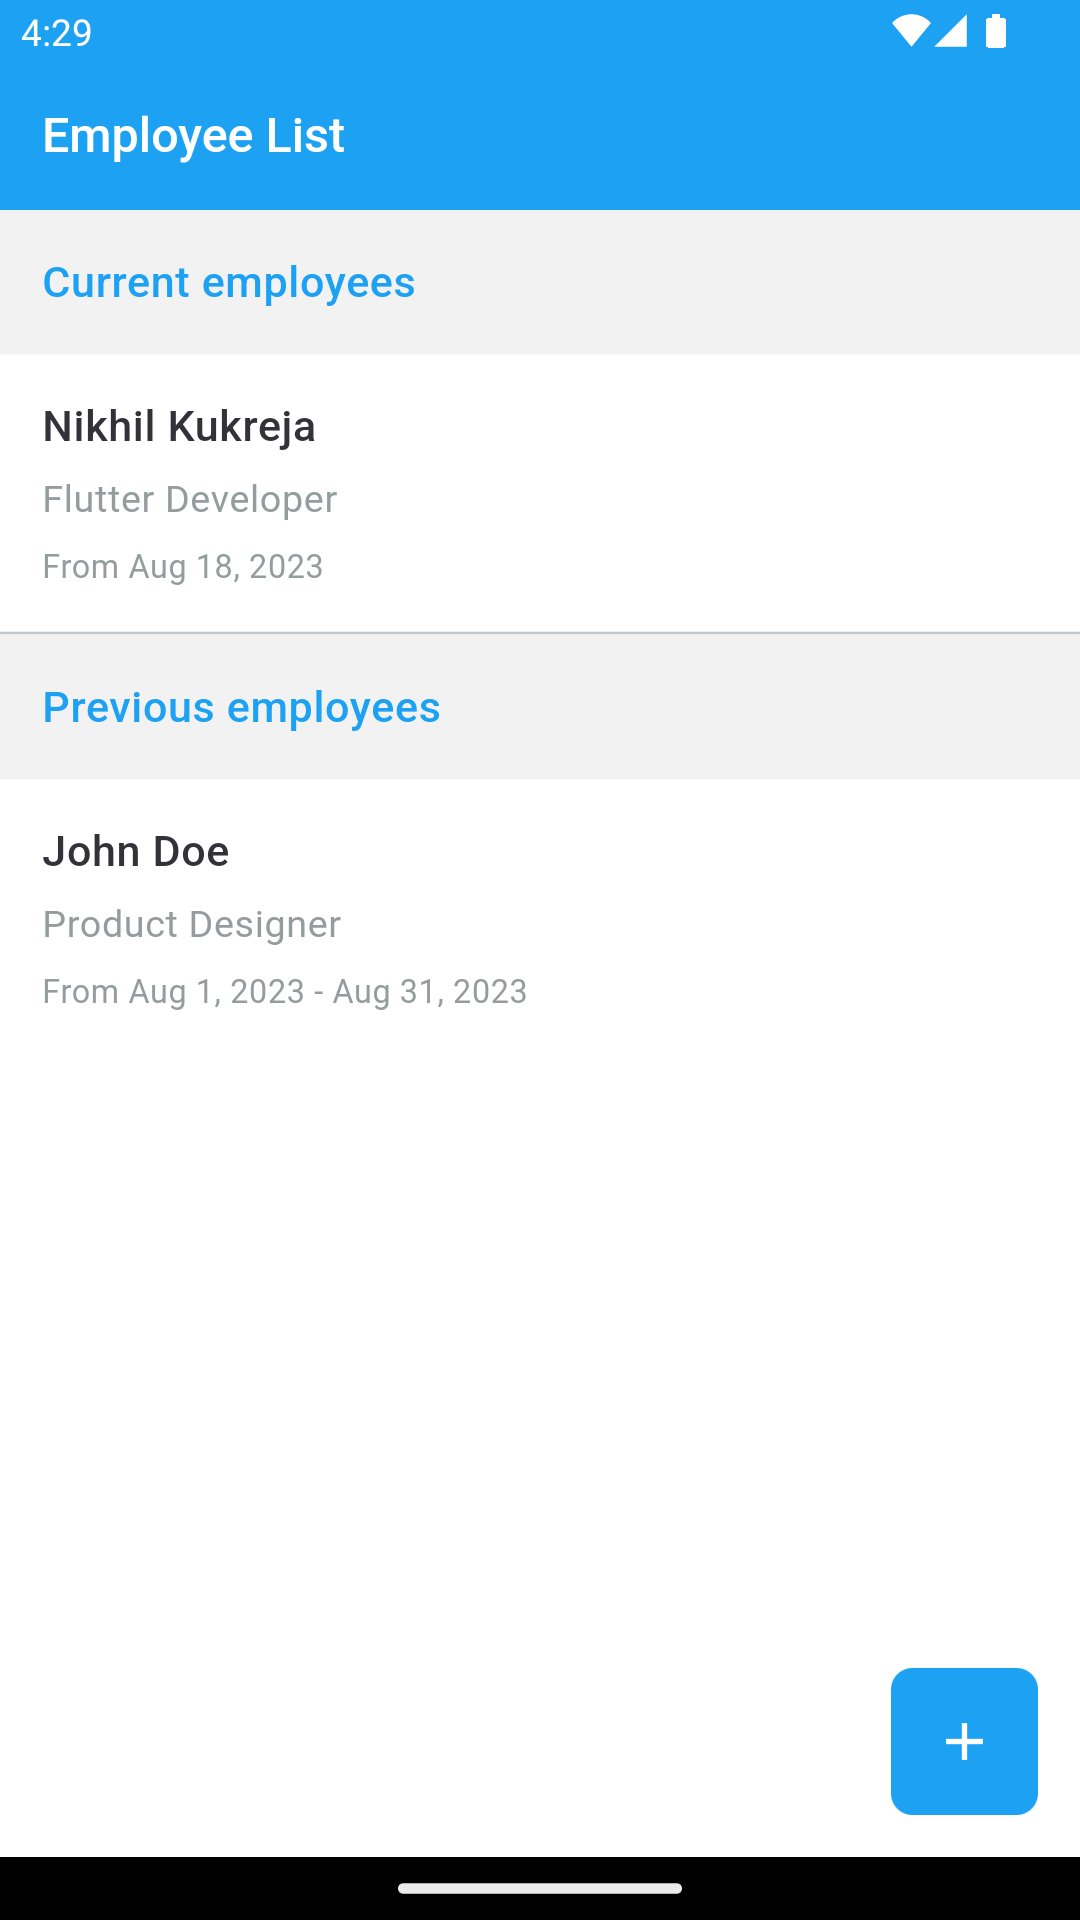 4:29
Employee List
Current employees
Nikhil Kukreja
Flutter Developer
From Aug 18, 2023
Previous employees
John Doe
Product Designer
From Aug 1, 2023 - Aug 31, 2023